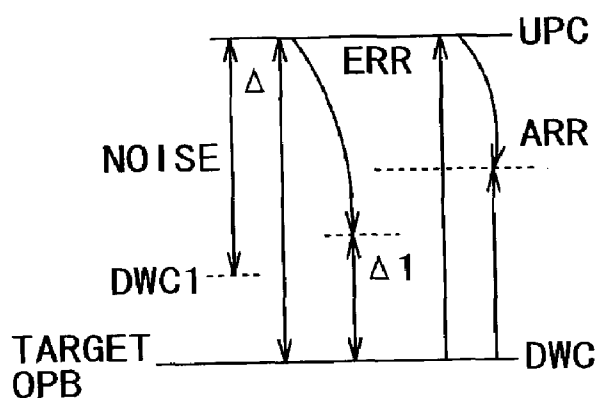 UPC
Δ
ERR
ARR
NOISE
Δ1
DWC1
TARGET
OPB
DWC